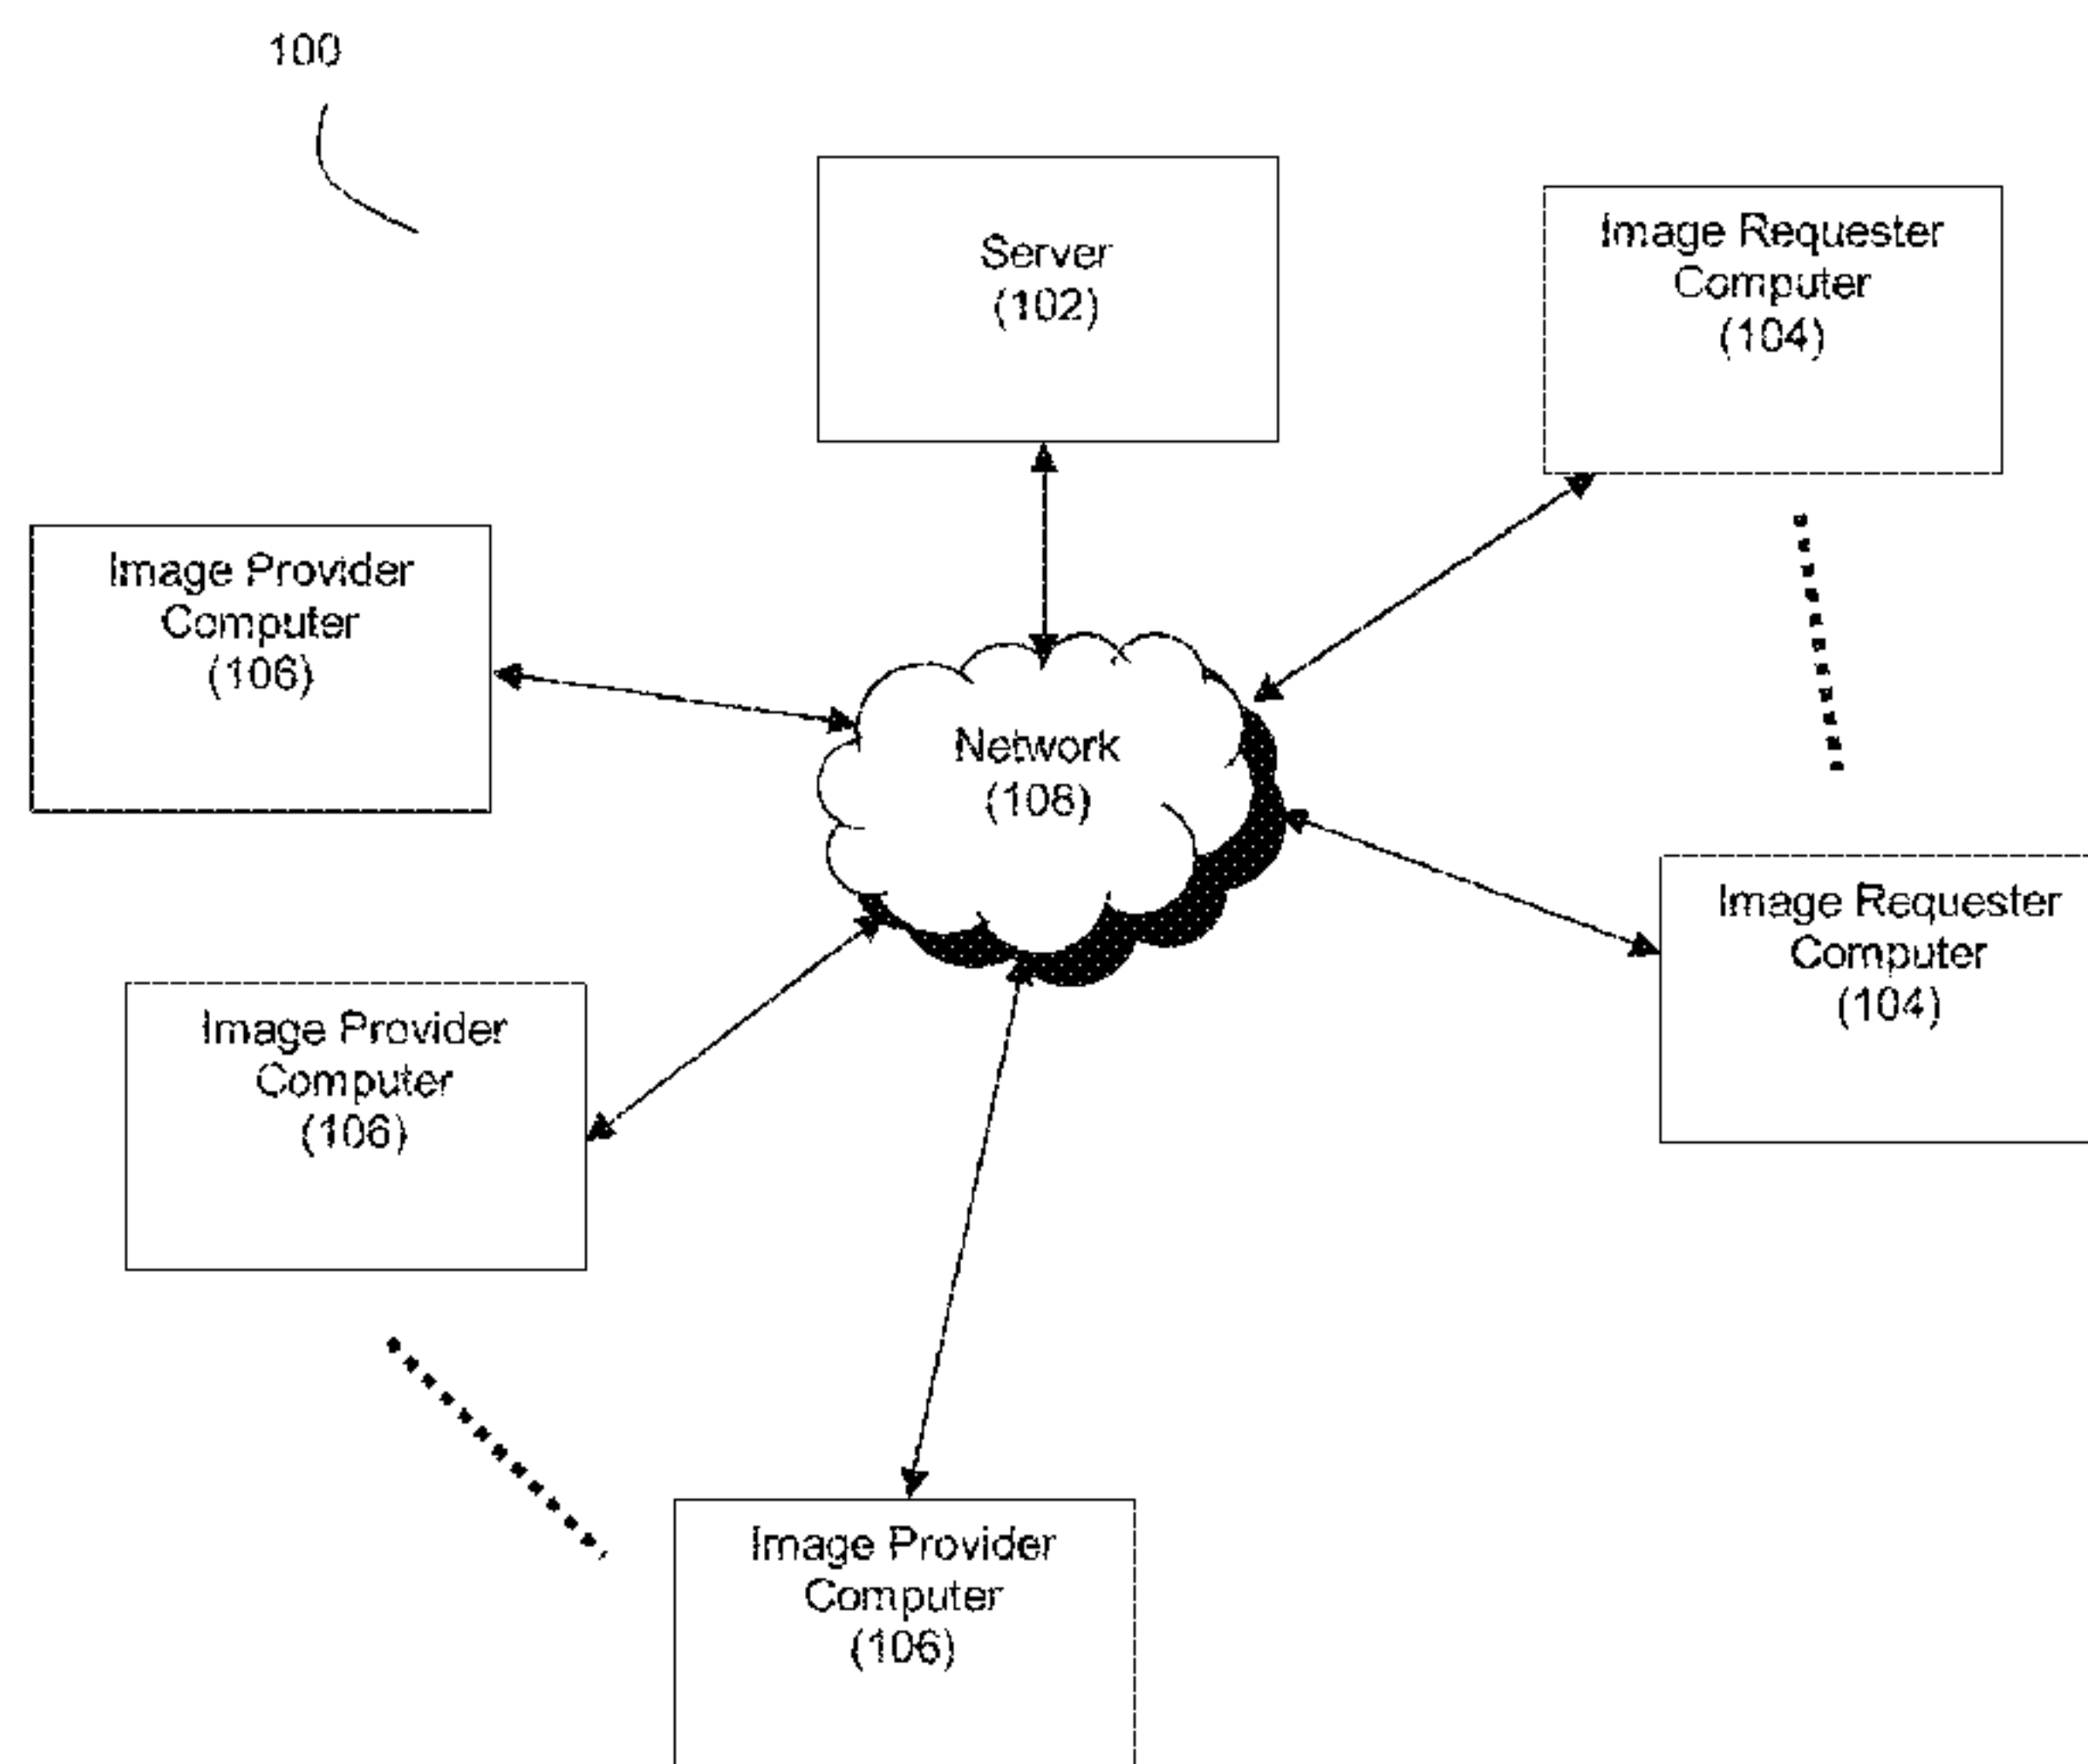 100
Server
(102)
Image Requester
Computer
(104)
Image Provider
Computer
(106)
Network
(108)
Image Requester
Computer
(104)
Image Provider
Computer
(106)
Image Provider
Computer
(106)